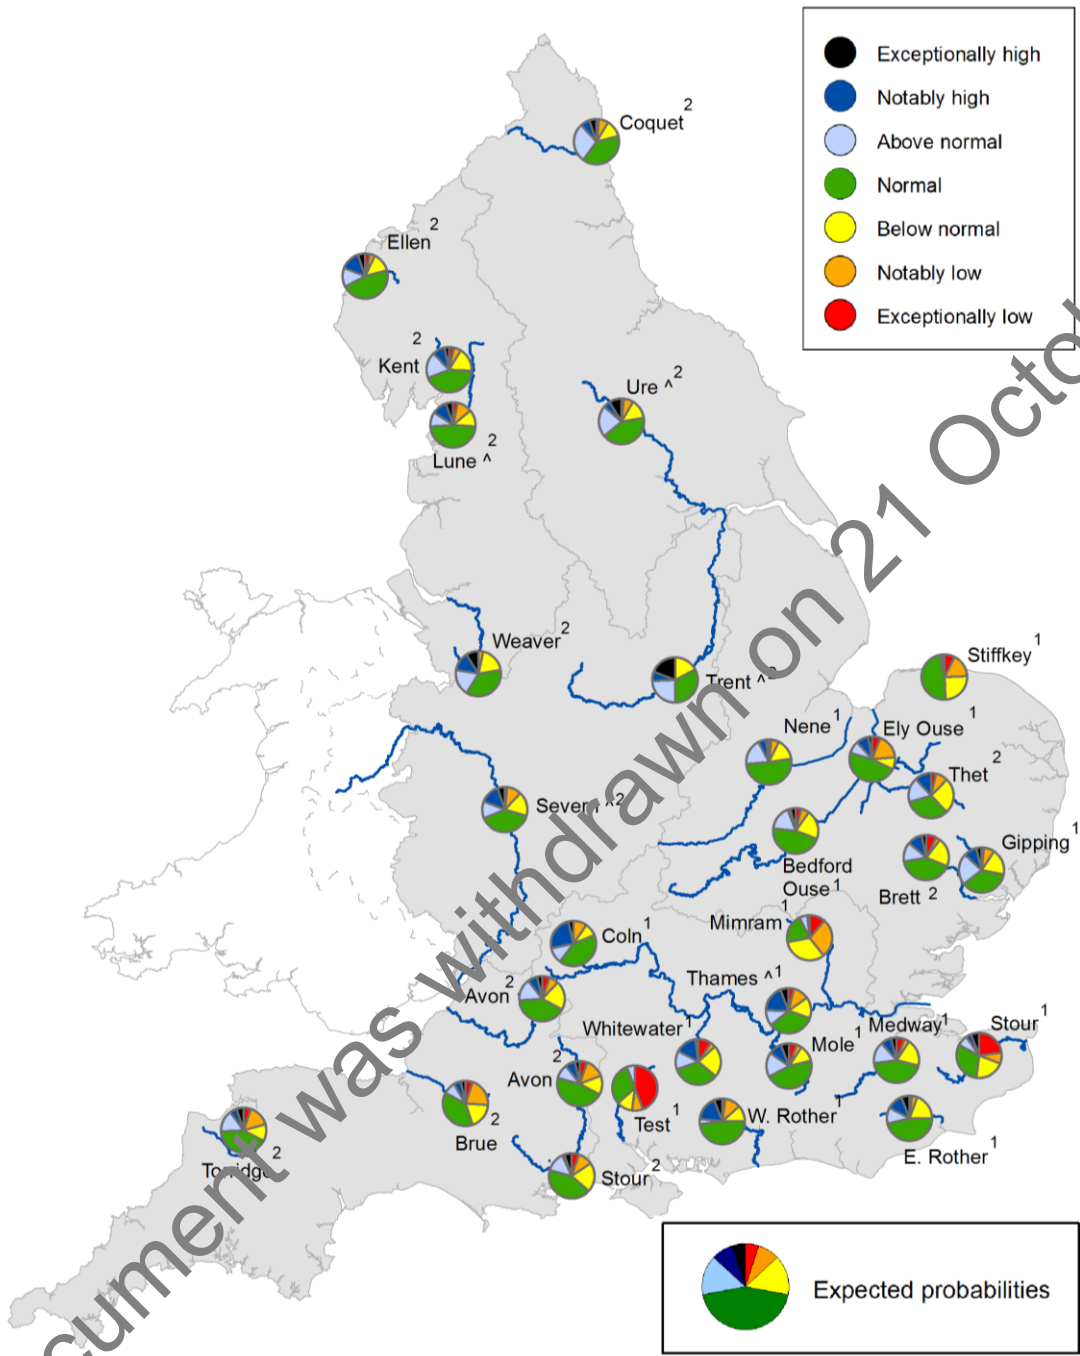 Exceptionally high
Notably high
Above normal
Normal
Below normal
Notably low
Exceptionally low
Coquet 2
Ellen 2
2
Kent
Ure ^2
2
Lune ^
Weaver 2
Trent ^2
Stiffkey 1
Nene 1
Ely Ouse 1
Thet 2
Severn ^2
Gipping 1
Bedford
Ouse 1
Brett 2
Mimram 1
Coln 1
Thames ^1
Avon 2
Whitewater 1
Mole 1
Medway 1
Stour 1
2
Avon
Test 1
W. Rother 1
2
Brue
E. Rother 1
Torridge 2
Stour 2
Expected probabilities
cument was withdrawn on 21 Octo